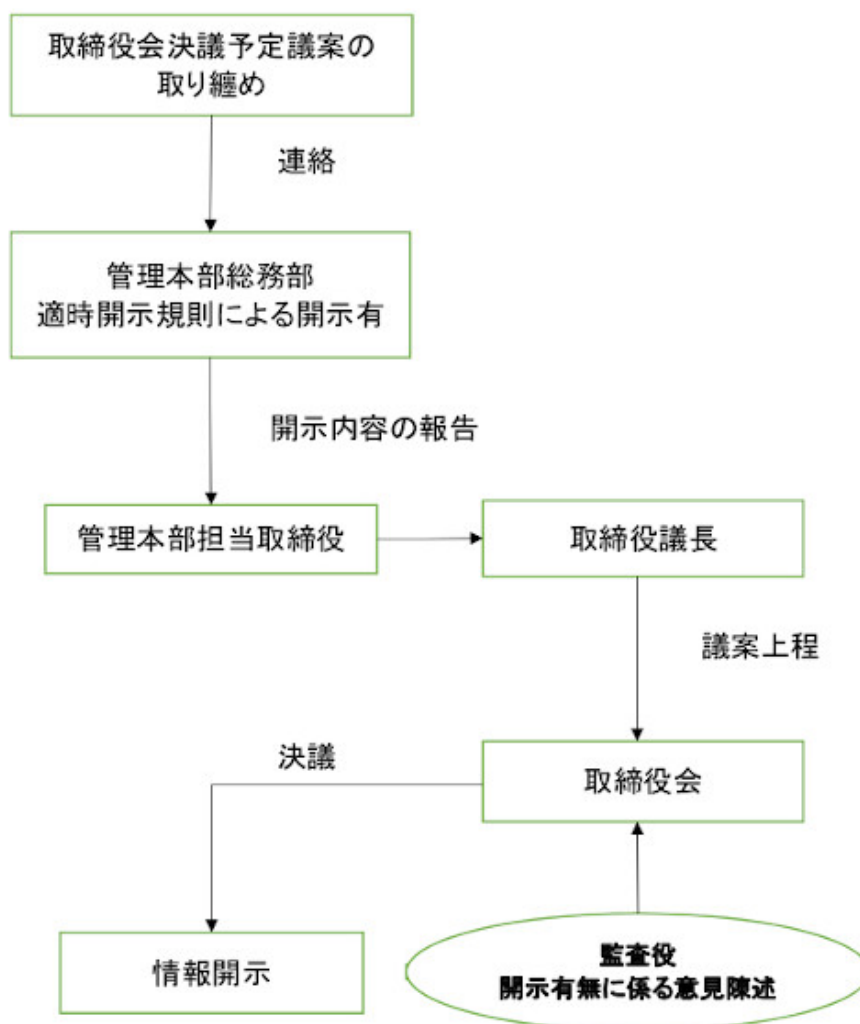 取締役会決議予定議案の
取り纏め
連絡
管理本部総務部
適時開示規則による開示有
開示内容の報告
管理本部担当取締役
取締役議長
議案上程
決議
取締役会
情報開示
監査役
開示有無に係る意見陳述